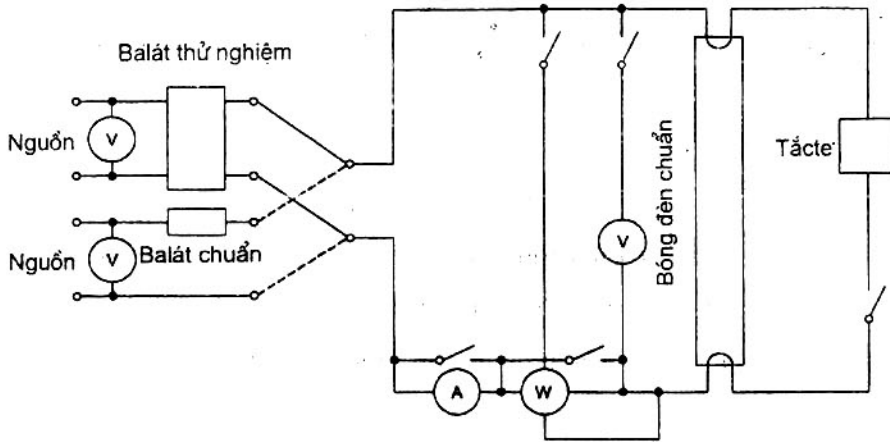 Balát thử nghiệm
Nguồn
V
Tắcte
Bóng đèn chuẩn
Nguồn
V
Balát chuẩn
V
A
W